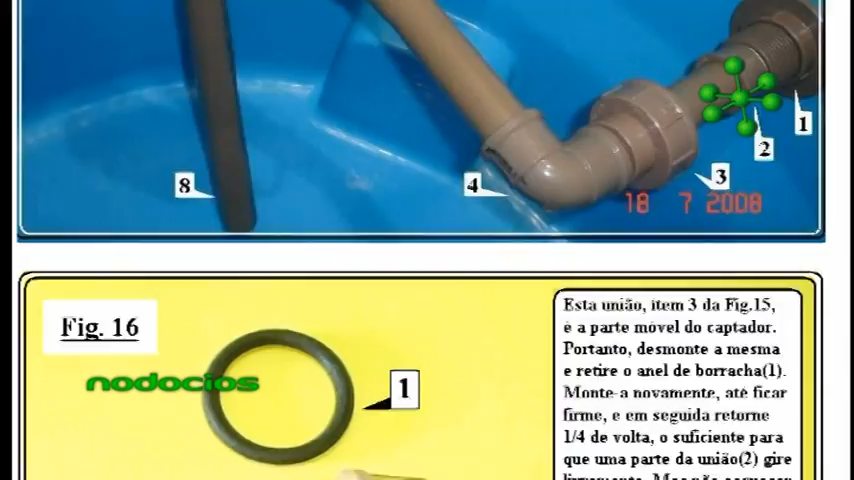 1
2
8
4
3
18 7 2008
Fig. 16
nodocios
1
Esta união, item 3 da Fig.15,
é a parte móvel do captador.
Portanto, desmonte a mesma
e retire o anel de borracha(1).
Monte-a novamente, até ficar
firme, e em seguida retorne
1/4 de volta, o suficiente para
que uma parte da união(2) gire